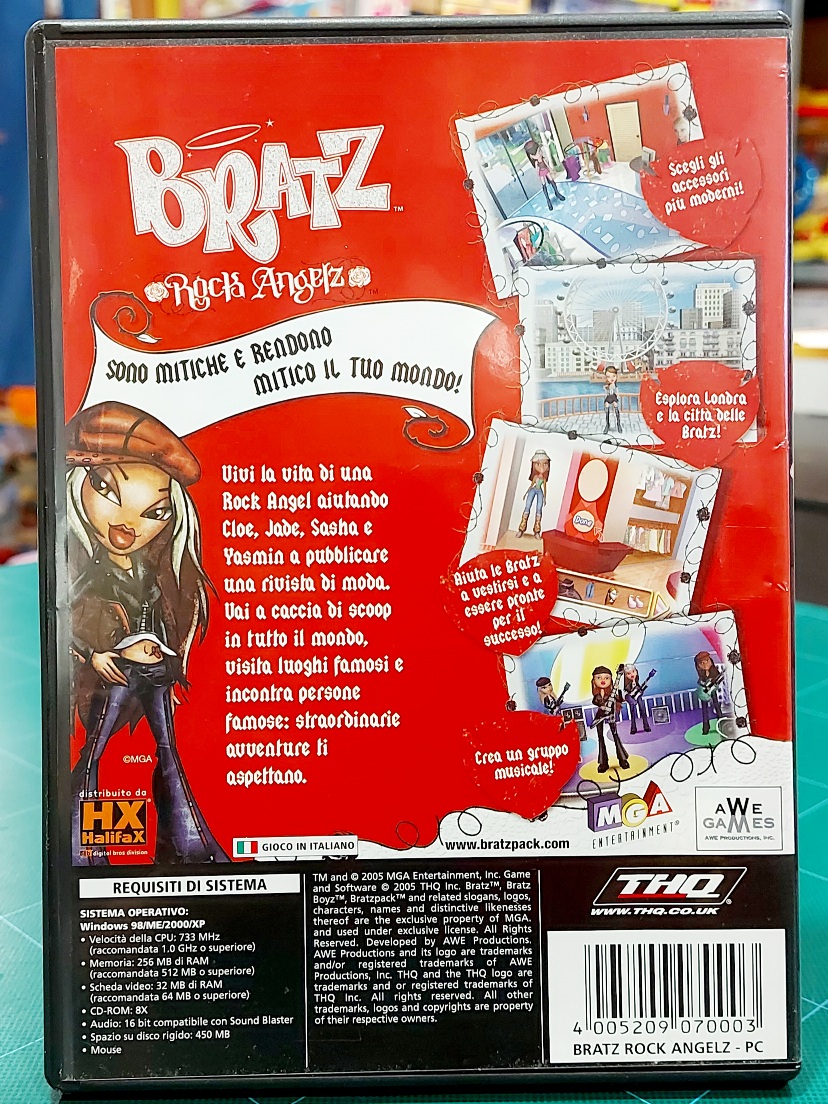 BRATZ™
Rock Angelz™
SONO MITICHE E RENDONO
MITICO IL TUO MONDO!
Vivi la vita di una
Rock Angel aiutando
Cloe, Jade, Sasha e
Yasmin a pubblicare
una rivista di moda.
Vai a caccia di scoop
in tutto il mondo,
visita luoghi famosi e
incontra persone
famose: straordinarie
avventure ti
aspettano.
Scegli gli
accessori
più moderni!
Esplora Londra
e la città delle
Bratz!
Done
Aiuta le Bratz
a vestirsi e a
essere pronte
per il
successo!
Crea un gruppo
musicale!
©MGA
distribuito da
HX
HalifaX
digital bros division
GIOCO IN ITALIANO
www.bratzpack.com
MGA
ENTERTAINMENT®
AWE
GAMES
AWE PRODUCTIONS, INC.
REQUISITI DI SISTEMA
SISTEMA OPERATIVO:
Windows 98/ME/2000/XP
• Velocità della CPU: 733 MHz
(raccomandata 1.0 GHz o superiore)
• Memoria: 256 MB di RAM
(raccomandata 512 MB o superiore)
• Scheda video: 32 MB di RAM
(raccomandata 64 MB o superiore)
• CD-ROM: 8X
• Audio: 16 bit compatibile con Sound Blaster
• Spazio su disco rigido: 450 MB
• Mouse
TM and © 2005 MGA Entertainment, Inc. Game
and Software © 2005 THQ Inc. Bratz™, Bratz
Boyz™, Bratzpack™ and related slogans, logos,
characters, names and distinctive likenesses
thereof are the exclusive property of MGA.
and used under exclusive license. All Rights
Reserved. Developed by AWE Productions.
AWE Productions and its logo are trademarks
and/or registered trademarks of AWE
Productions, Inc. THQ and the THQ logo are
trademarks and/or registered trademarks of
THQ Inc. All rights reserved. All other
trademarks, logos and copyrights are property
of their respective owners.
THQ
WWW.THQ.CO.UK
4 005209 070003
BRATZ ROCK ANGELZ - PC